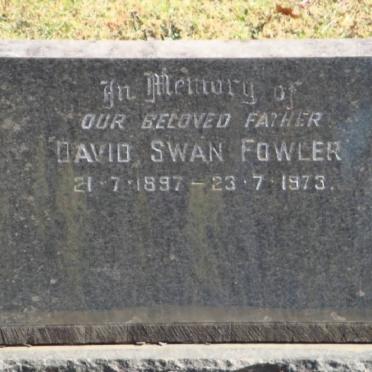 In Memory of
OUR BELOVED FATHER
DAVID SWAN FOWLER
21·7·1897 – 23·7·1973.